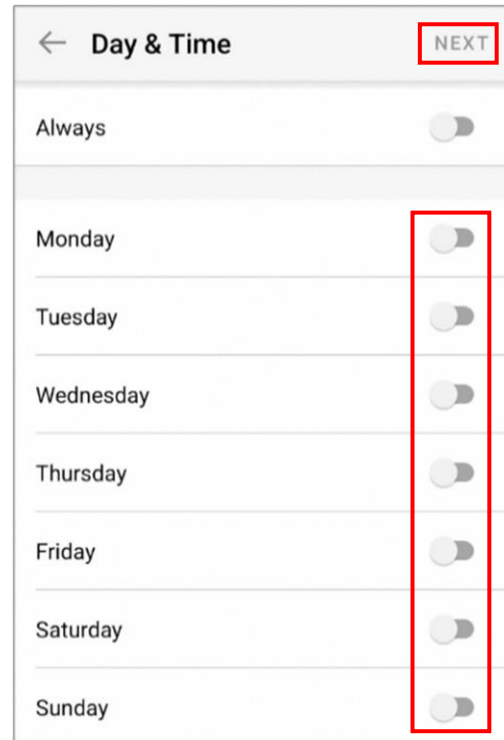 Day & Time NEXT
Always
Monday
Tuesday
Wednesday
Thursday
Friday
Saturday
Sunday